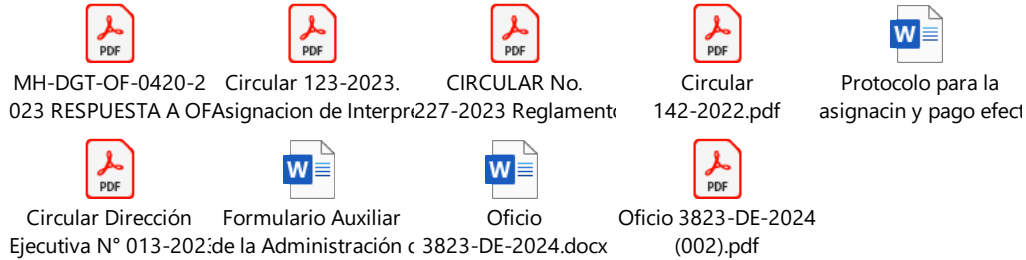 PDF PDF PDF PDF W
MH-DGT-OF-0420-2 Circular 123-2023. CIRCULAR No. Circular Protocolo para la
023 RESPUESTA A OF Asignacion de Interpr 227-2023 Reglament 142-2022.pdf asignacin y pago efect
PDF W W PDF
Circular Dirección Formulario Auxiliar Oficio Oficio 3823-DE-2024
Ejecutiva N° 013-202 de la Administración 3823-DE-2024.docx (002).pdf